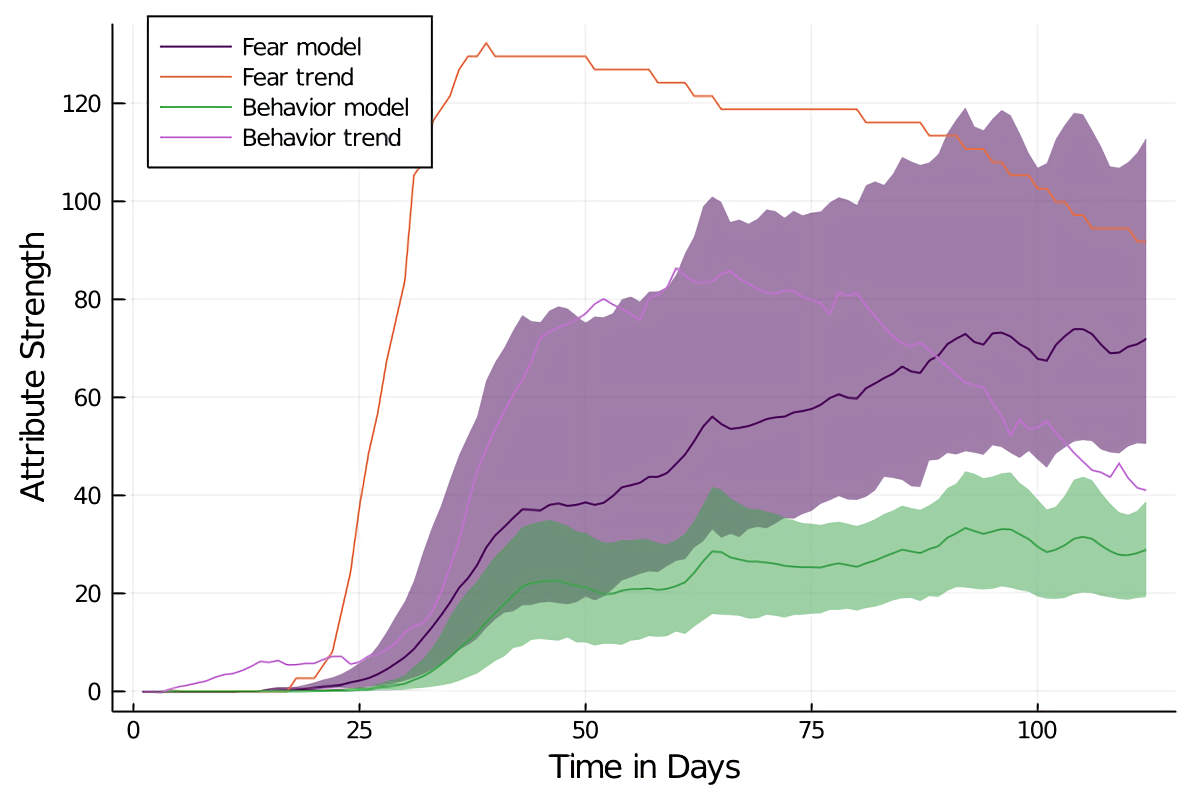 Fear model
Fear trend
Behavior model
Behavior trend
120
100
80
60
40
20
0
Attribute Strength
0 25 50 75 100
Time in Days